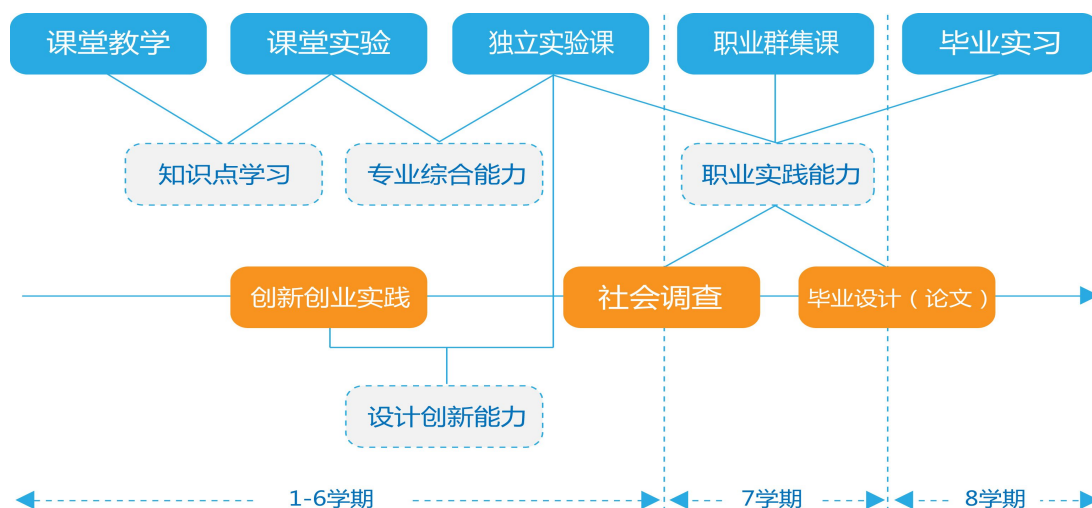 课堂教学
课堂实验
独立实验课
职业群集课
毕业实习
知识点学习
专业综合能力
职业实践能力
创新创业实践
社会调查
毕业设计（论文）
设计创新能力
1-6学期
7学期
8学期